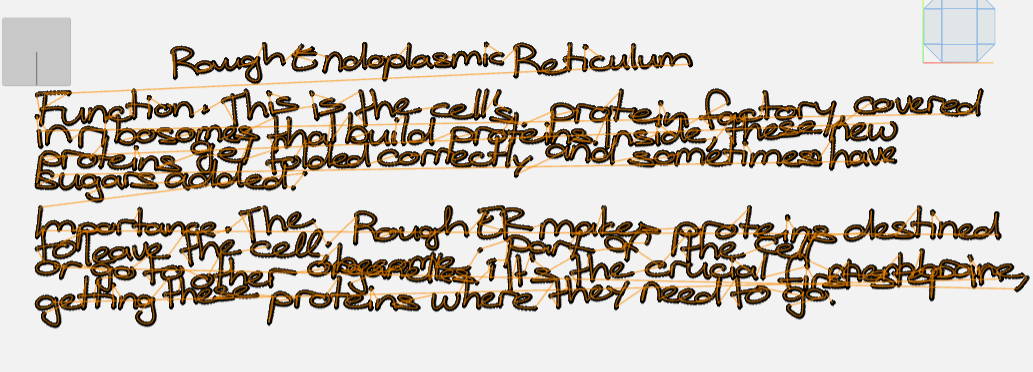 Rough Endoplasmic Reticulum
Function. This is the cell's. protein factory covered
in ribosomes that build proteins. Inside, these new
proteins get folded correctly and sometimes have
sugars added.
Importance. The. Rough ER makes proteins destined
to leave the cell. : part of the cell
or go to other organelles it's the crucial first step in,
getting these proteins where they need to go.